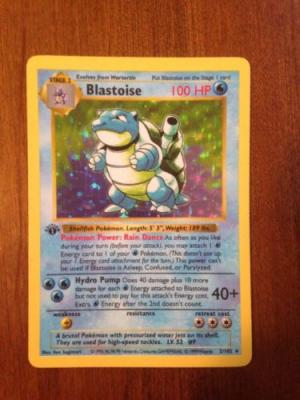 STAGE 2 Evolves from Wartortle Put Blastoise on the Stage 1 card
Blastoise 100 HP
1
Shellfish Pokémon. Length: 5' 3", Weight: 189 lbs.
Pokémon Power: Rain Dance As often as you like
during your turn (before your attack), you may attach 1
Energy card to 1 of your Pokémon. (This doesn't use up
your 1 Energy card attachment for the turn.) This power can't
be used if Blastoise is Asleep, Confused, or Paralyzed.
Hydro Pump Does 40 damage plus 10 more
damage for each Energy attached to Blastoise
but not used to pay for this attack's Energy cost.
Extra Energy after the 2nd doesn't count.
40+
weakness resistance retreat cost
A brutal Pokémon with pressurized water jets on its shell.
They are used for high speed tackles. LV. 52 #9
Illus. Ken Sugimori 2/102